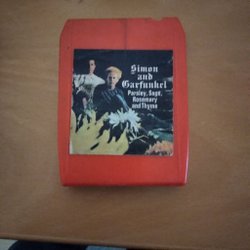 Simon
and
Garfunkel
Parsley, Sage,
Rosemary
and Thyme